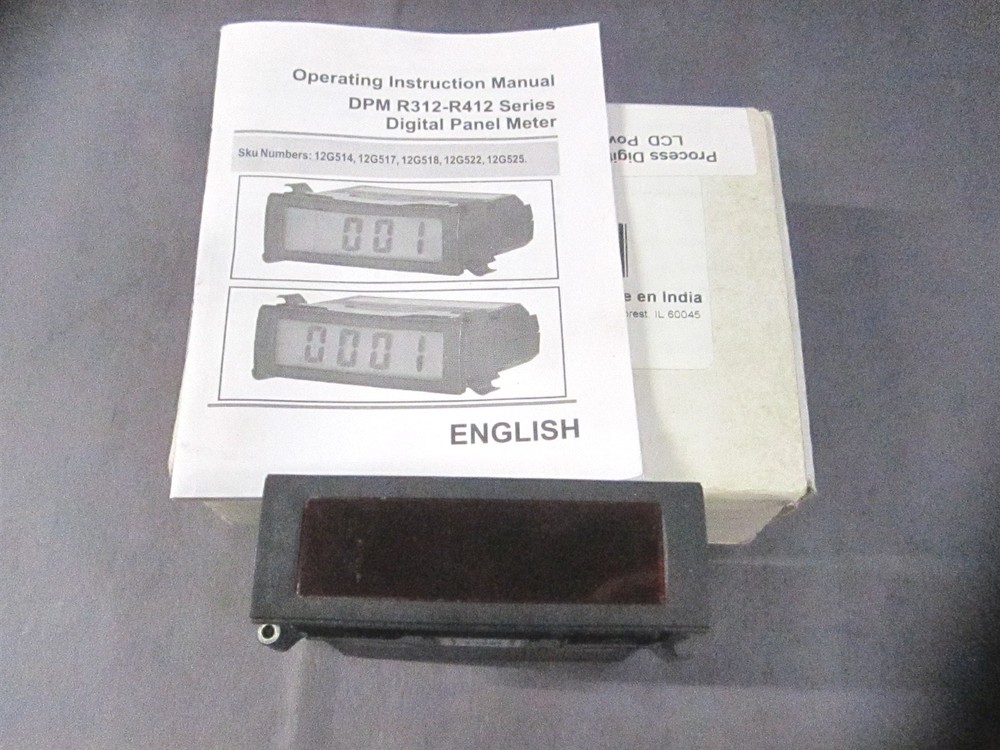 Operating Instruction Manual
DPM R312-R412 Series
Digital Panel Meter
Sku Numbers: 12G514, 12G517, 12G518, 12G522, 12G525.
001
0001
ENGLISH
Process Digi
LCD Pow
e en India
rest. IL 60045